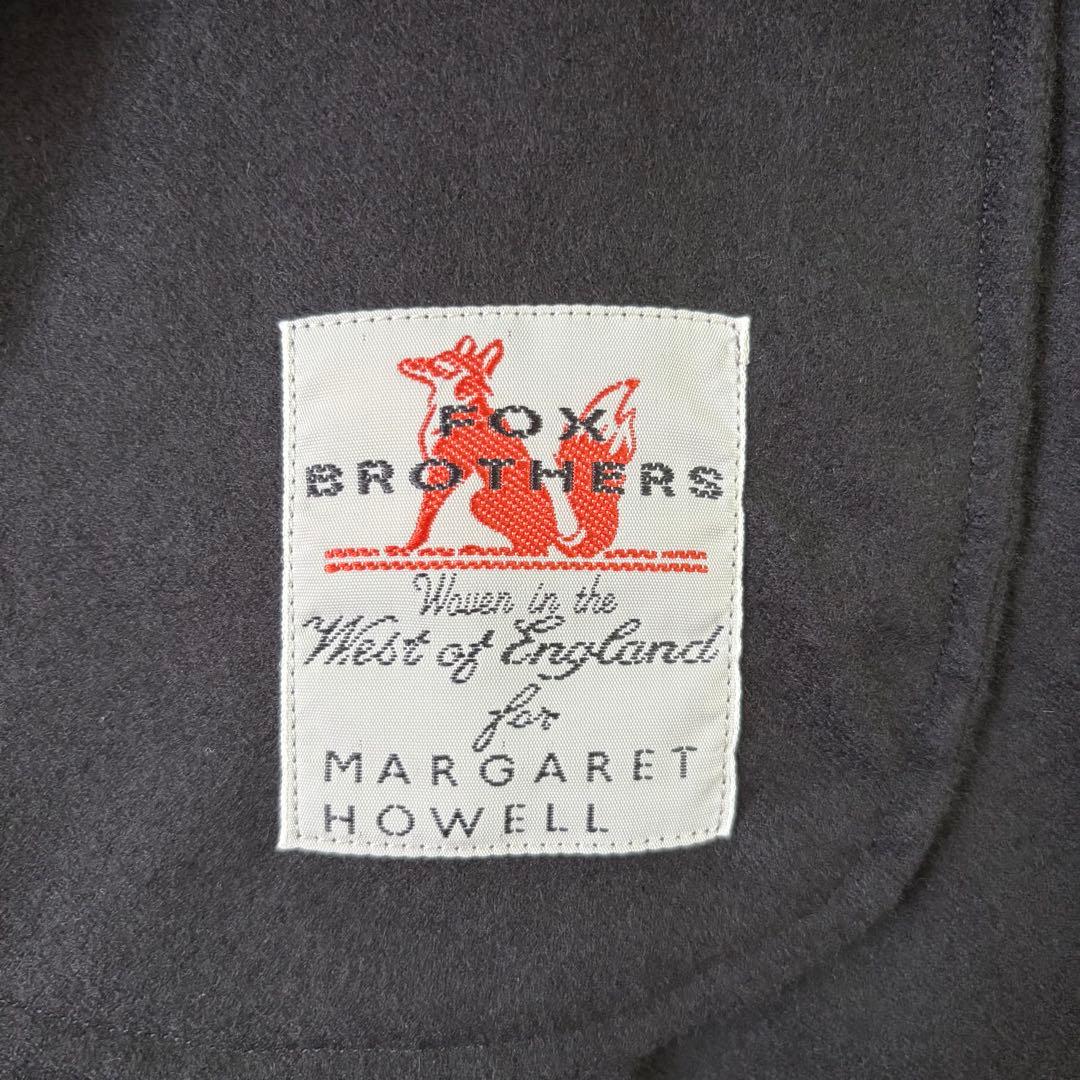 FOX
BROTHERS
Woven in the
West of England
for
MARGARET
HOWELL